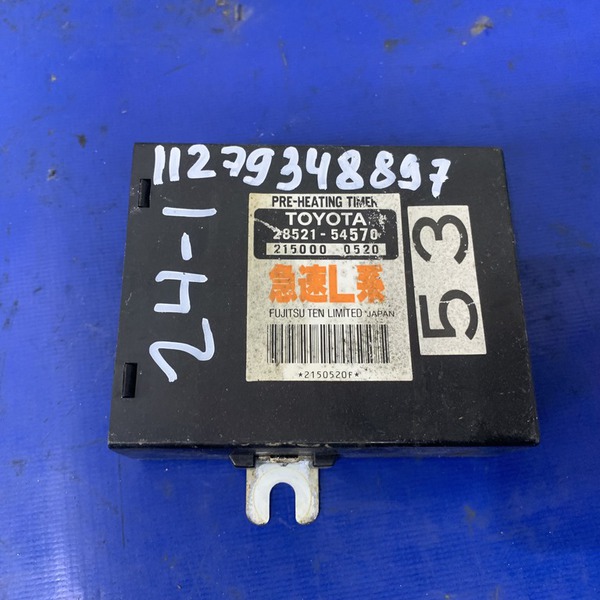 11279348897
24-1
PRE-HEATING TIMER
TOYOTA
28521-54570
215000 0520
急速L系
FUJITSU TEN LIMITED JAPAN
*2150520F*
53